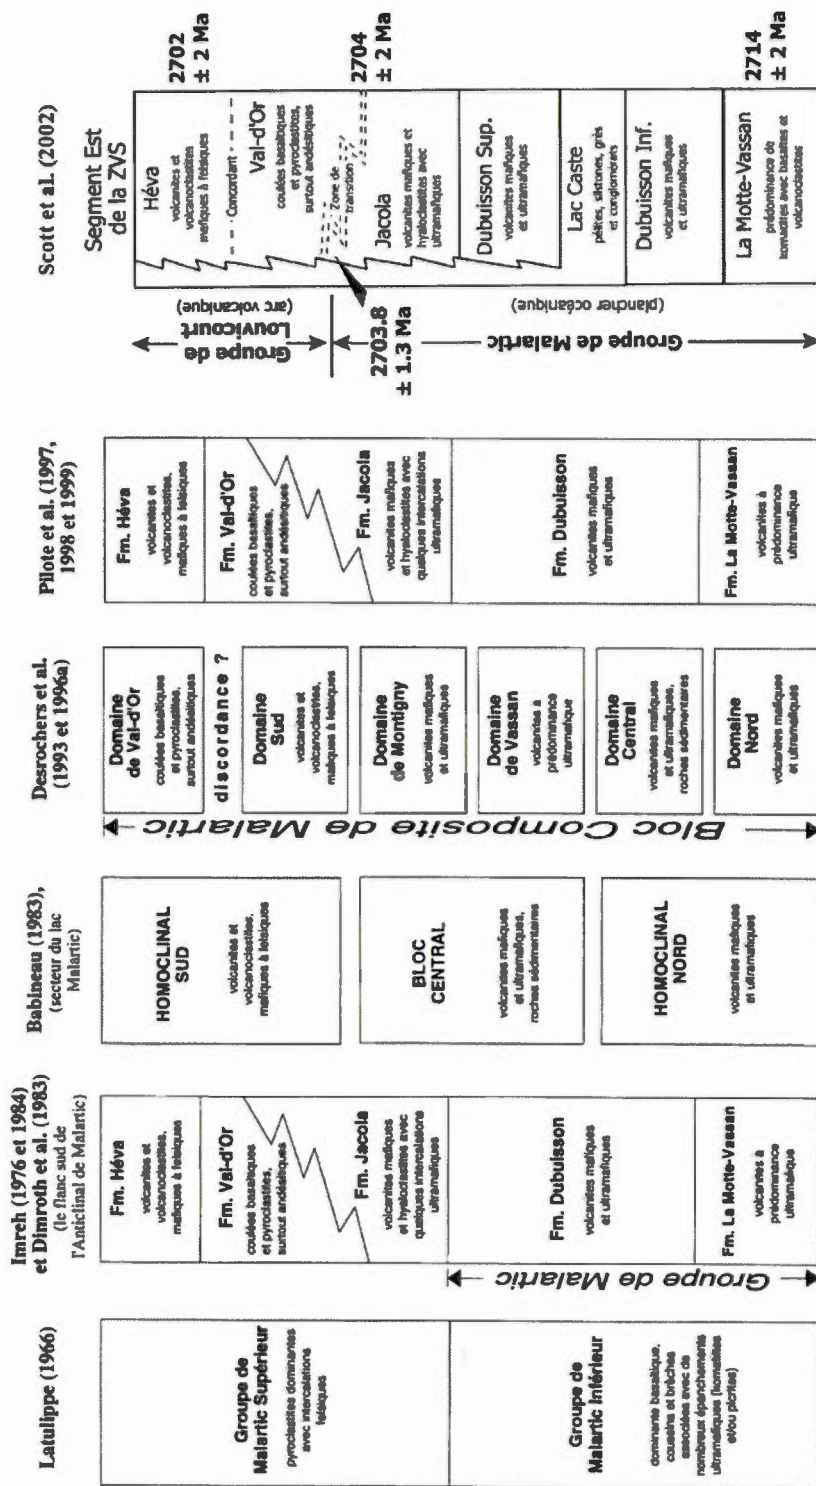 Latulippe (1966)
Groupe de
Malartic Supérieur
pyroclastites dominantes
avec intercalations
felsiques
Groupe de
Malartic Inférieur
dominante basaltique,
coussins et brèches
associées avec de
nombreux épanchements
ultramafiques (komatiites
et/ou picrites)
Imreh (1976 et 1984)
et Dimroth et al. (1983)
(le flanc sud de
l'Anticlinal de Malartic)
Fm. Héva
volcanites et
volcanoclastites,
mafiques à felsiques
Fm. Val-d'Or
coulées basaltiques
et pyroclastites,
surtout andésitiques
Fm. Jacola
volcanites mafiques
et hyaloclastites avec
quelques intercalations
ultramafiques
Fm. Dubuisson
volcanites mafiques
et ultramafiques
Fm. La Motte-Vassan
volcanites à
prédominance
ultramafique
Groupe de Malartic
Babineau (1983),
(secteur du lac
Malartic)
HOMOCLINAL
SUD
volcanites et
volcanoclastites,
mafiques à felsiques
BLOC
CENTRAL
volcanites mafiques
et ultramafiques,
roches sédimentaires
HOMOCLINAL
NORD
volcanites mafiques
et ultramafiques
Desrochers et al.
(1993 et 1996a)
Domaine
de Val-d'Or
coulées basaltiques
et pyroclastites,
surtout andésitiques
discordance ?
Domaine
Sud
volcanites et
volcanoclastites,
mafiques à felsiques
Domaine
de Montigny
volcanites mafiques
et ultramafiques
Domaine
de Vassan
volcanites à
prédominance
ultramafique
Domaine
Central
volcanites mafiques
et ultramafiques,
roches sédimentaires
Domaine
Nord
volcanites mafiques
et ultramafiques
Bloc Composite de Malartic
Pilote et al. (1997,
1998 et 1999)
Fm. Héva
volcanites et
volcanoclastites,
mafiques à felsiques
Fm. Val-d'Or
coulées basaltiques
et pyroclastites,
surtout andésitiques
Fm. Jacola
volcanites mafiques
et hyaloclastites avec
quelques intercalations
ultramafiques
Fm. Dubuisson
volcanites mafiques
et ultramafiques
Fm. La Motte-Vassan
volcanites à
prédominance
ultramafique
Scott et al. (2002)
Segment Est
de la ZVS
Héva
volcanites et
volcanoclastites
mafiques à felsiques
Concordant
Val-d'Or
coulées basaltiques
et pyroclastites,
surtout andésitiques
Zone de
transition
Jacola
volcanites mafiques et
hyaloclastites avec
ultramafiques
Dubuisson Sup.
volcanites mafiques
et ultramafiques
Lac Caste
pélites, siltstones, grès
et conglomérats
Dubuisson Inf.
volcanites mafiques
et ultramafiques
La Motte-Vassan
prédominance de
komatiites avec basaltes et
volcanoclastites
Groupe de
Louvicourt
(arc volcanique)
2703.8
± 1.3 Ma
Groupe de Malartic
(plancher océanique)
2702
± 2 Ma
2704
± 2 Ma
2714
± 2 Ma